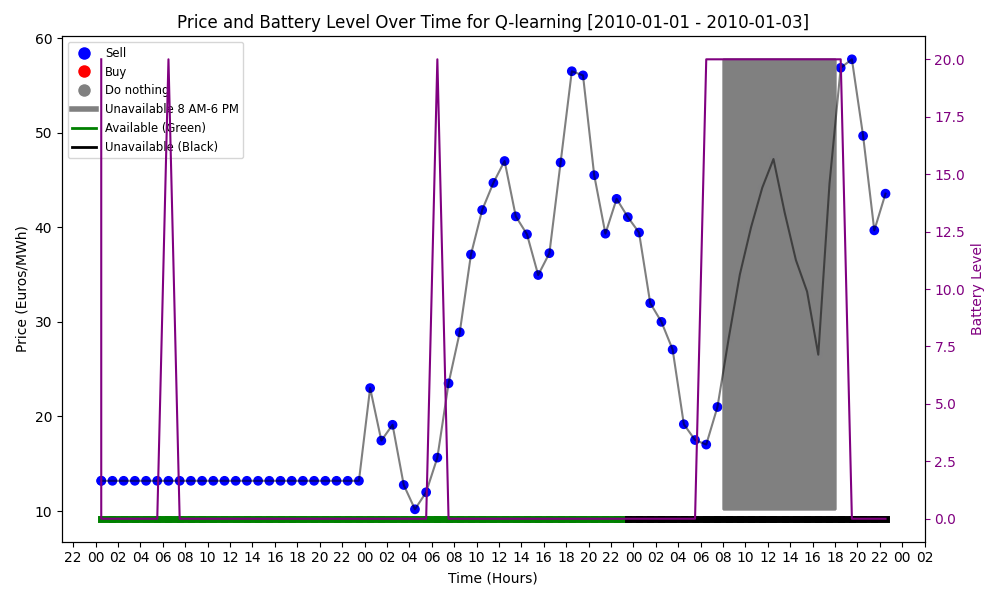 Price and Battery Level Over Time for Q-learning [2010-01-01 - 2010-01-03]
Sell
Buy
Do nothing
Unavailable 8 AM-6 PM
Available (Green)
Unavailable (Black)
60
50
40
30
20
10
Price (Euros/MWh)
20.0
17.5
15.0
12.5
10.0
7.5
5.0
2.5
0.0
Battery Level
22 00 02 04 06 08 10 12 14 16 18 20 22 00 02 04 06 08 10 12 14 16 18 20 22 00 02 04 06 08 10 12 14 16 18 20 22 00 02
Time (Hours)